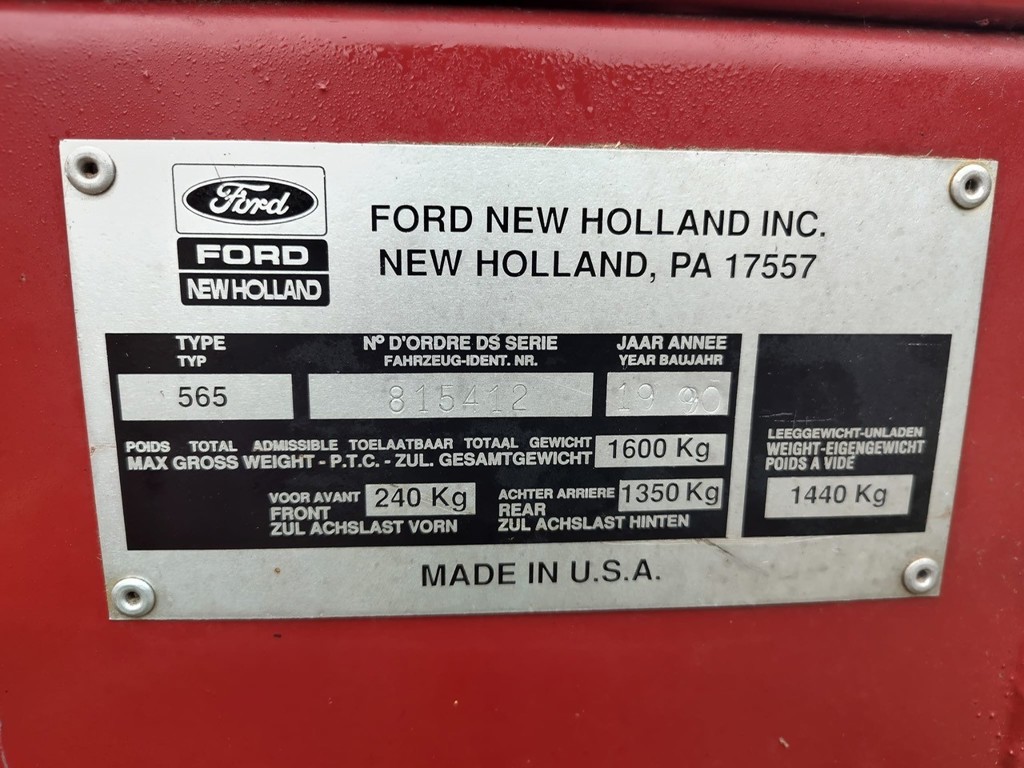 Ford
FORD
NEW HOLLAND
FORD NEW HOLLAND INC.
NEW HOLLAND, PA 17557
TYPE
TYP
565
Nº D'ORDRE DS SERIE
FAHRZEUG-IDENT. NR.
815412
JAAR ANNEE
YEAR BAUJAHR
19 90
POIDS TOTAL ADMISSIBLE TOELAATBAAR TOTAAL GEWICHT
MAX GROSS WEIGHT - P.T.C. - ZUL. GESAMTGEWICHT
1600 Kg
VOOR AVANT
FRONT
ZUL ACHSLAST VORN
240 Kg
ACHTER ARRIERE
REAR
ZUL ACHSLAST HINTEN
1350 Kg
LEEGGEWICHT-UNLADEN
WEIGHT-EIGENGEWICHT
POIDS A VIDE
1440 Kg
MADE IN U.S.A.